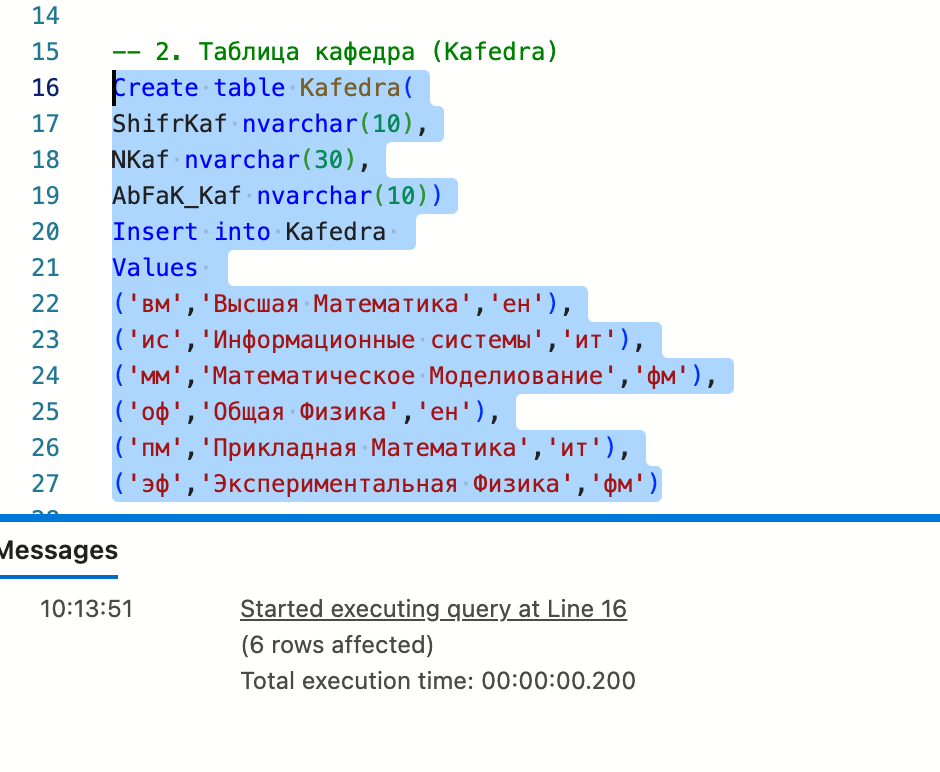 14
15 -- 2. Таблица кафедра (Kafedra)
16 Create table Kafedra(
17 ShifrKaf nvarchar(10),
18 NKaf nvarchar(30),
19 AbFaK_Kaf nvarchar(10))
20 Insert into Kafedra
21 Values
22 ('вм','Высшая Математика','ен'),
23 ('ис','Информационные системы','ит'),
24 ('мм','Математическое Моделиование','фм'),
25 ('оф','Общая Физика','ен'),
26 ('пм','Прикладная Математика','ит'),
27 ('эф','Экспериментальная Физика','фм')
Messages
10:13:51 Started executing query at Line 16
(6 rows affected)
Total execution time: 00:00:00.200